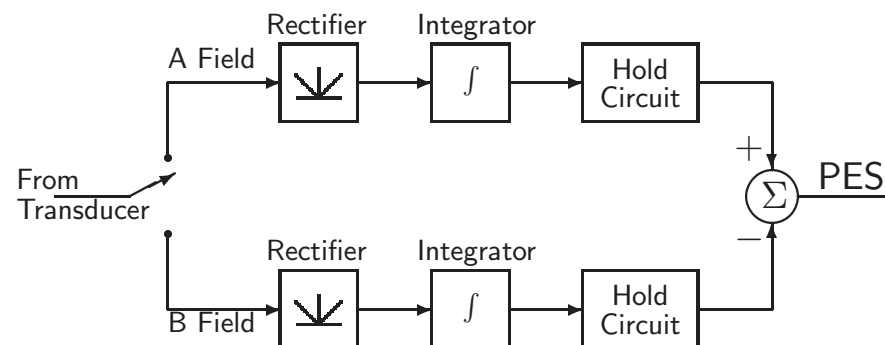 Rectifier
Integrator
A Field
∫
Hold
Circuit
+
From
Transducer
Σ
PES
−
Rectifier
Integrator
B Field
∫
Hold
Circuit